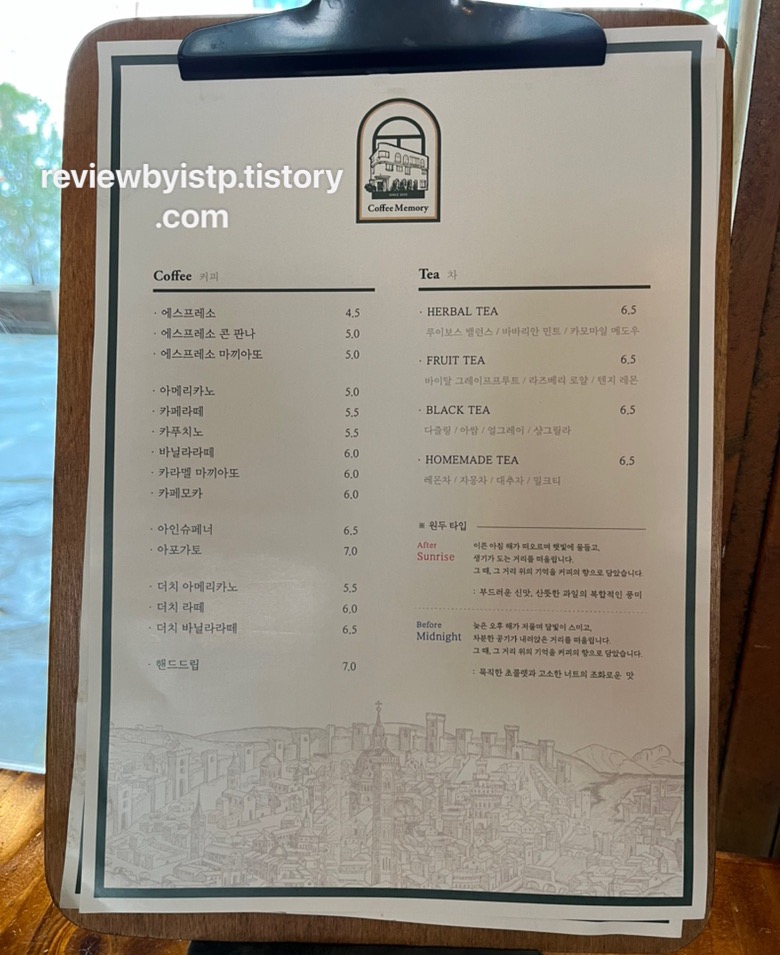 reviewbyistp.tistory
.com
Coffee Memory
Coffee 커피
· 에스프레소 4.5
· 에스프레소 콘 판나 5.0
· 에스프레소 마끼아또 5.0
· 아메리카노 5.0
· 카페라떼 5.5
· 카푸치노 5.5
· 바닐라라떼 6.0
· 카라멜 마끼아또 6.0
· 카페모카 6.0
· 아인슈페너 6.5
· 아포가토 7.0
· 더치 아메리카노 5.5
· 더치 라떼 6.0
· 더치 바닐라라떼 6.5
· 핸드드립 7.0
Tea 차
· HERBAL TEA 6.5
루이보스 밸런스 / 바바리안 민트 / 카모마일 메도우
· FRUIT TEA 6.5
바이탈 그레이프프루트 / 라즈베리 로얄 / 텐지 레몬
· BLACK TEA 6.5
다즐링 / 아쌈 / 얼그레이 / 샹그릴라
· HOMEMADE TEA 6.5
레몬차 / 자몽차 / 대추차 / 밀크티
※ 원두 타입
After
Sunrise
이른 아침 해가 떠오르며 햇빛에 물들고,
생기가 도는 거리를 떠올립니다.
그 때, 그 거리 위의 기억을 커피의 향으로 담았습니다.
: 부드러운 신맛, 산뜻한 과일의 복합적인 풍미
Before
Midnight
늦은 오후 해가 저물며 달빛이 스미고,
차분한 공기가 내려앉은 거리를 떠올립니다.
그 때, 그 거리 위의 기억을 커피의 향으로 담았습니다.
: 묵직한 초콜렛과 고소한 너트의 조화로운 맛